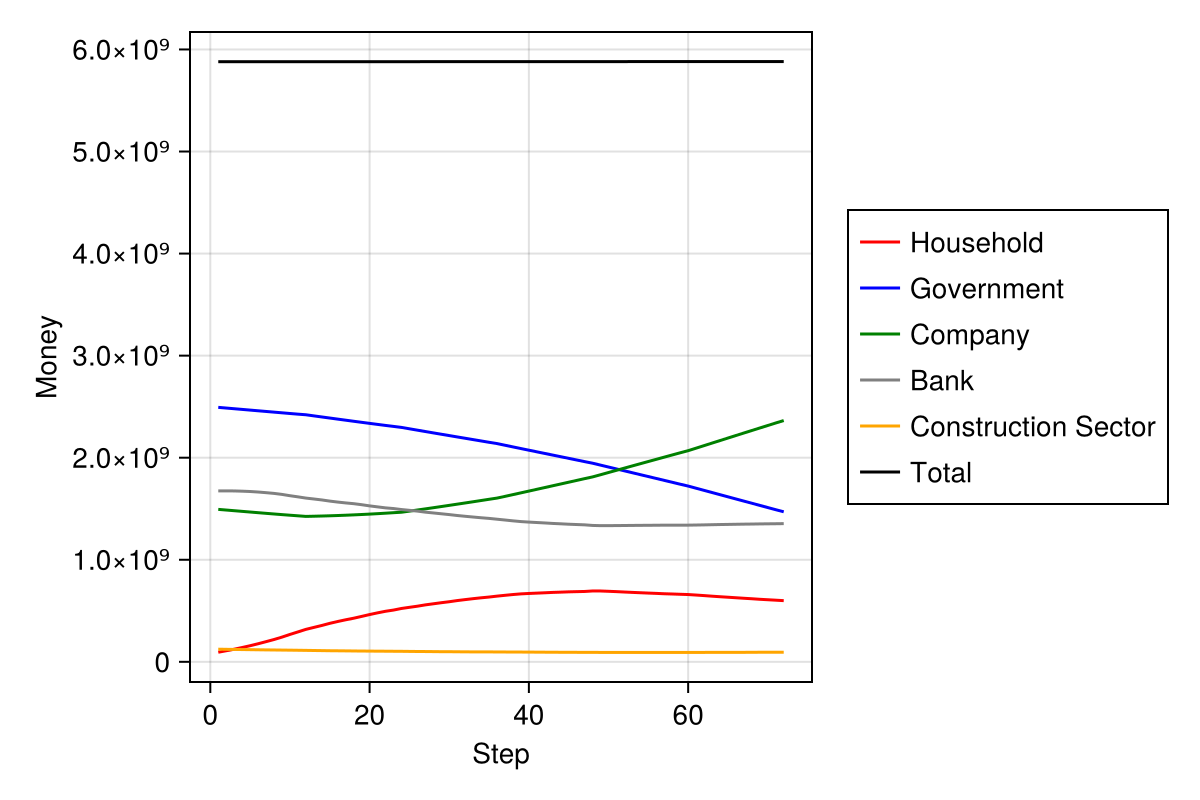 6.0×10⁹
5.0×10⁹
4.0×10⁹
3.0×10⁹
2.0×10⁹
1.0×10⁹
0
Money
0 20 40 60
Step
Household
Government
Company
Bank
Construction Sector
Total